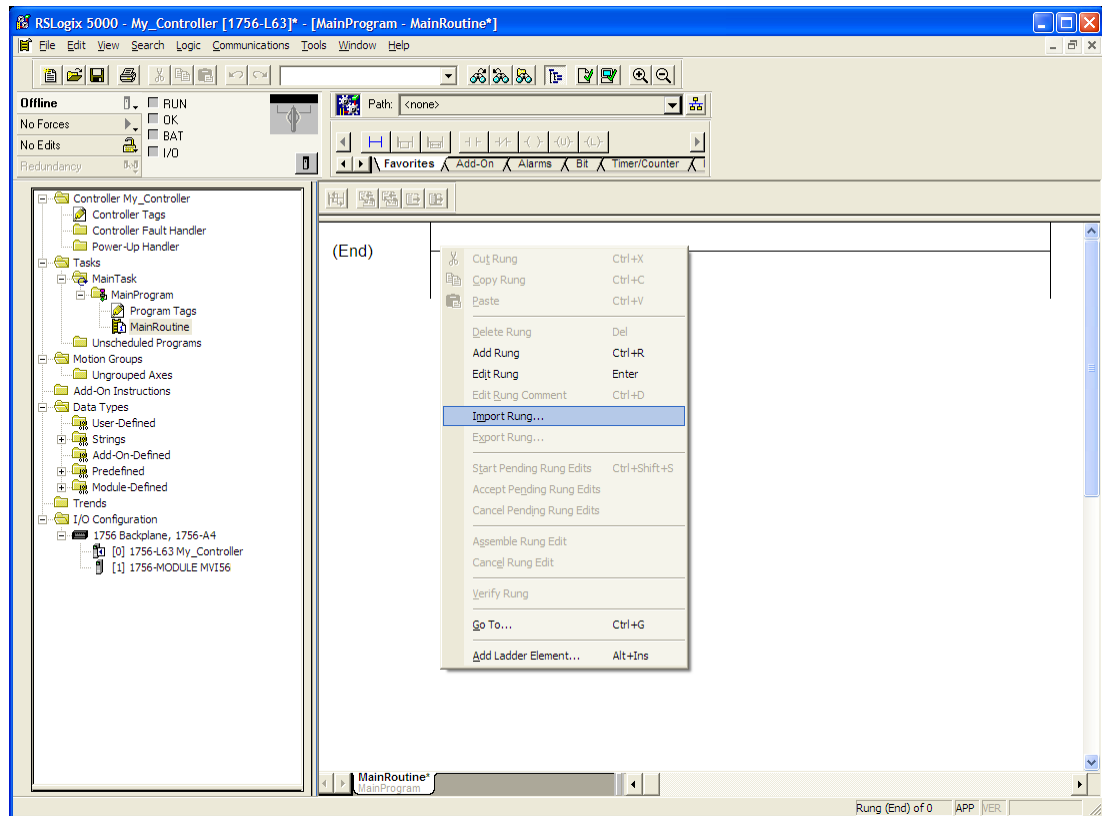 RSLogix 5000 - My_Controller [1756-L63]* - [MainProgram - MainRoutine*]
File Edit View Search Logic Communications Tools Window Help
Offline
RUN
No Forces
OK
No Edits
BAT
Redundancy
I/O
Path: <none>
Favorites Add-On Alarms Bit Timer/Counter
Controller My_Controller
Controller Tags
Controller Fault Handler
Power-Up Handler
Tasks
MainTask
MainProgram
Program Tags
MainRoutine
Unscheduled Programs
Motion Groups
Ungrouped Axes
Add-On Instructions
Data Types
User-Defined
Strings
Add-On-Defined
Predefined
Module-Defined
Trends
I/O Configuration
1756 Backplane, 1756-A4
[0] 1756-L63 My_Controller
[1] 1756-MODULE MVI56
(End)
Cut Rung Ctrl+X
Copy Rung Ctrl+C
Paste Ctrl+V
Delete Rung Del
Add Rung Ctrl+R
Edit Rung Enter
Edit Rung Comment Ctrl+D
Import Rung...
Export Rung...
Start Pending Rung Edits Ctrl+Shift+S
Accept Pending Rung Edits
Cancel Pending Rung Edits
Assemble Rung Edit
Cancel Rung Edit
Verify Rung
Go To... Ctrl+G
Add Ladder Element... Alt+Ins
MainRoutine*
MainProgram
Rung (End) of 0 APP VER